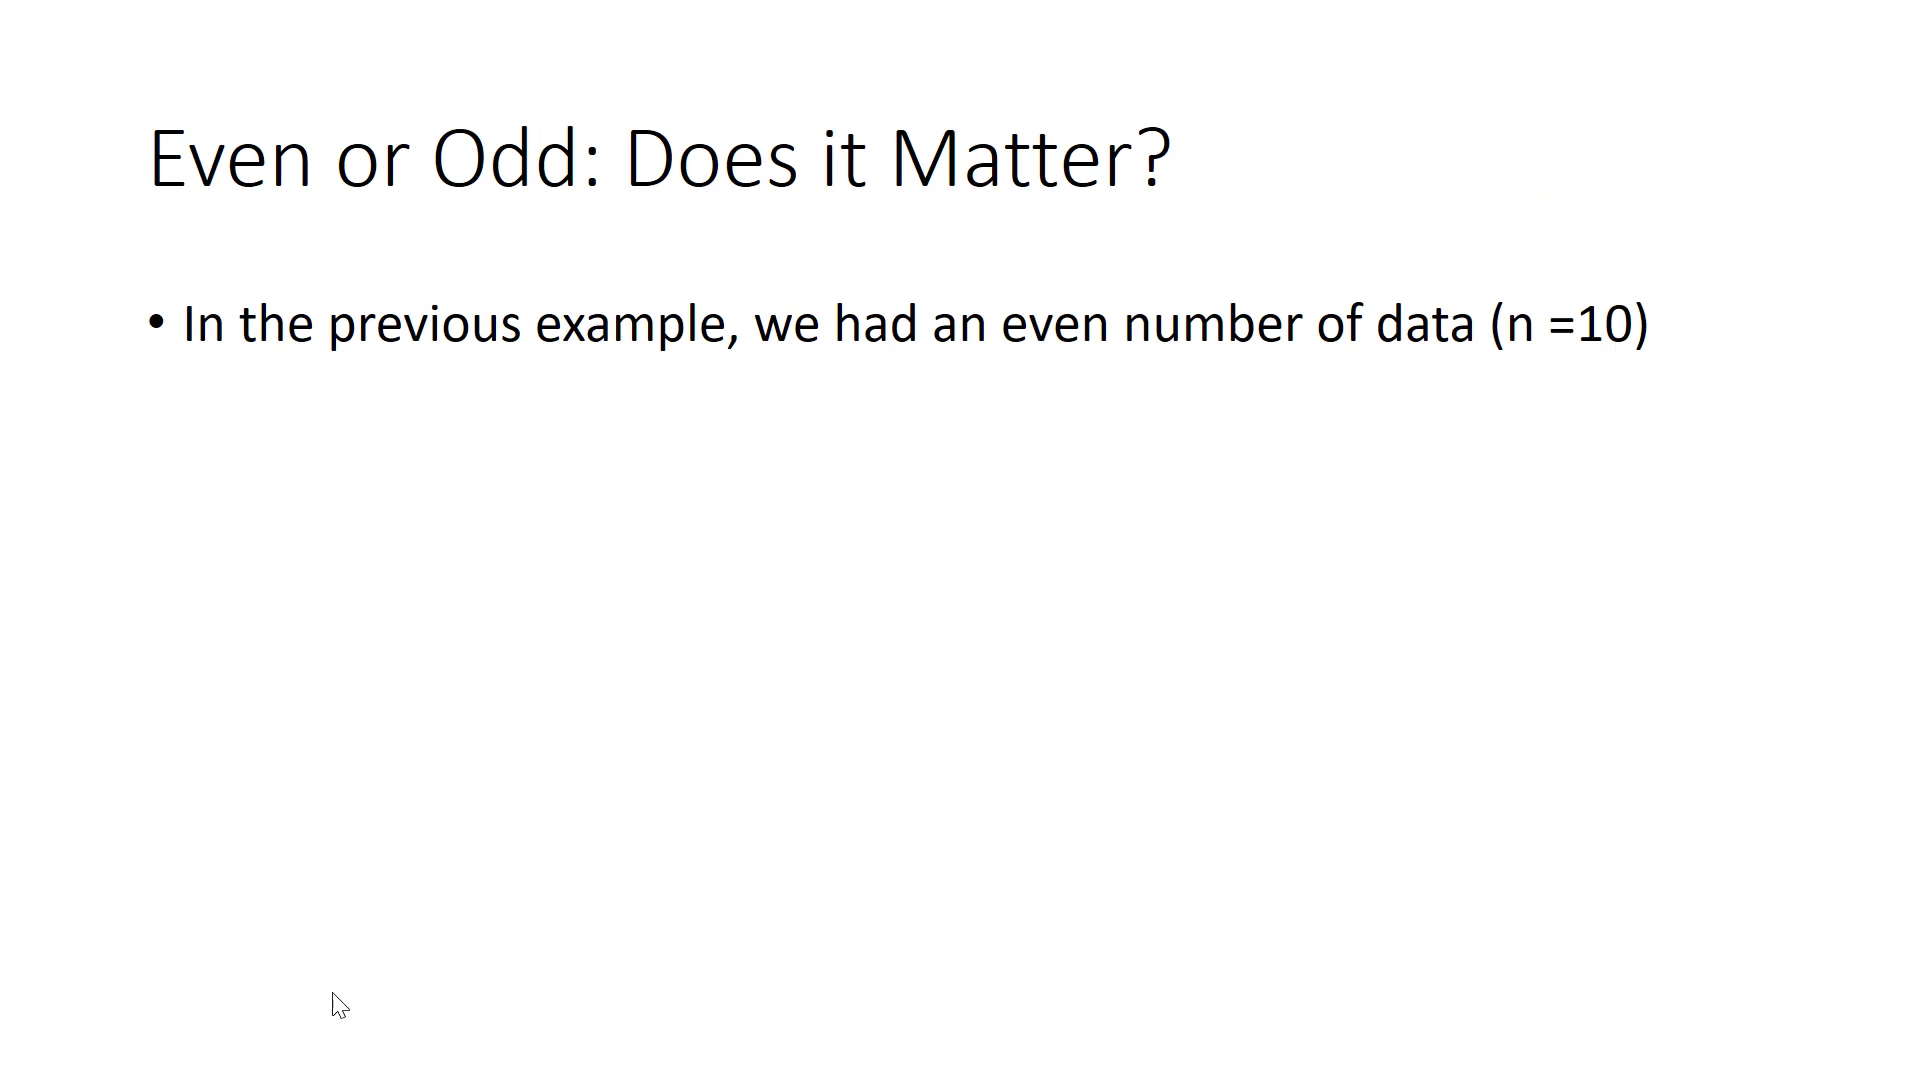 Even or Odd: Does it Matter?
• In the previous example, we had an even number of data (n =10)